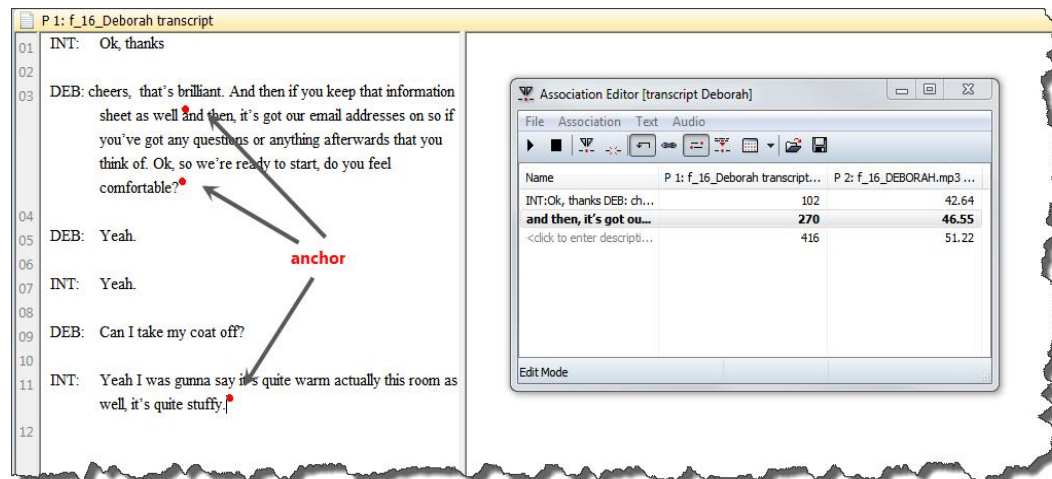 P 1: f_16_Deborah transcript
01 INT: Ok, thanks
02
03 DEB: cheers, that's brilliant. And then if you keep that information
sheet as well and then, it's got our email addresses on so if
you've got any questions or anything afterwards that you
think of. Ok, so we're ready to start, do you feel
comfortable?
04
05 DEB: Yeah.
06
anchor
07 INT: Yeah.
08
09 DEB: Can I take my coat off?
10
11 INT: Yeah I was gunna say it's quite warm actually this room as
well, it's quite stuffy.
12
Association Editor [transcript Deborah]
File Association Text Audio
Name P 1: f_16_Deborah transcript... P 2: f_16_DEBORAH.mp3 ...
INT:Ok, thanks DEB: ch... 102 42.64
and then, it's got ou... 270 46.55
<click to enter descripti... 416 51.22
Edit Mode